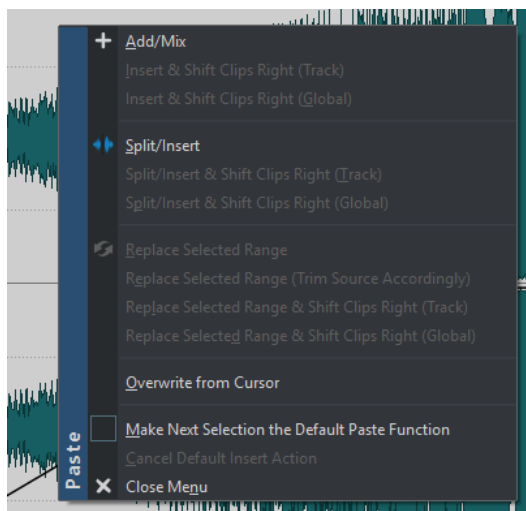 Add/Mix
Insert & Shift Clips Right (Track)
Insert & Shift Clips Right (Global)
Split/Insert
Split/Insert & Shift Clips Right (Track)
Split/Insert & Shift Clips Right (Global)
Replace Selected Range
Replace Selected Range (Trim Source Accordingly)
Replace Selected Range & Shift Clips Right (Track)
Replace Selected Range & Shift Clips Right (Global)
Overwrite from Cursor
Make Next Selection the Default Paste Function
Cancel Default Insert Action
Close Menu
Paste